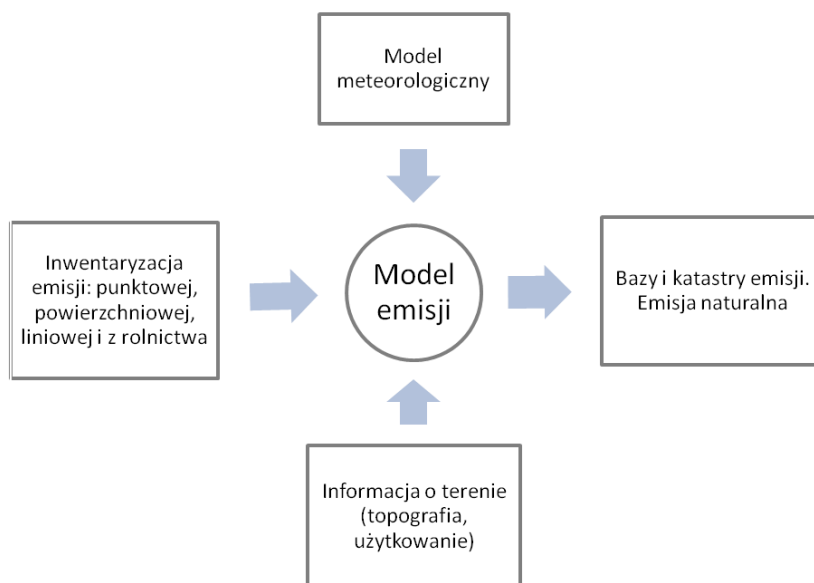 Model
meteorologiczny
Inwentaryzacja
emisji: punktowej,
powierzchniowej,
liniowej i z rolnictwa
Model
emisji
Bazy i katastry emisji.
Emisja naturalna
Informacja o terenie
(topografia,
użytkowanie)